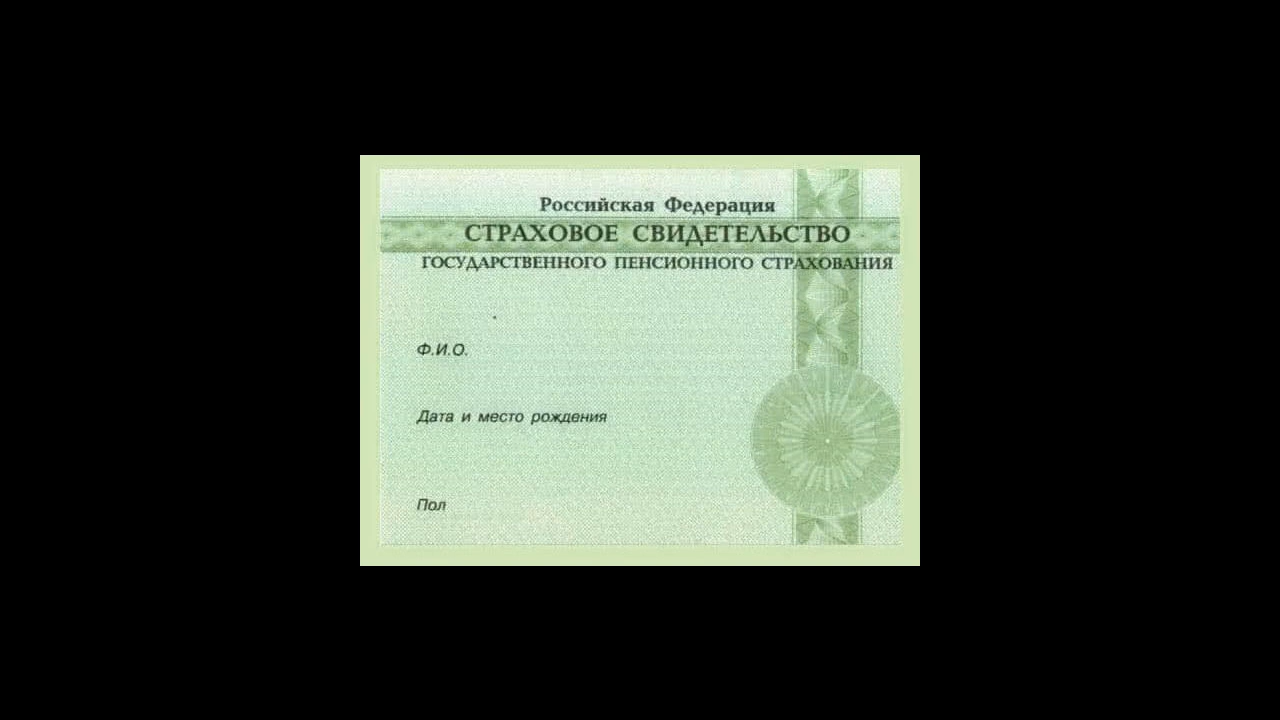 Российская Федерация
СТРАХОВОЕ СВИДЕТЕЛЬСТВО
ГОСУДАРСТВЕННОГО ПЕНСИОННОГО СТРАХОВАНИЯ
Ф.И.О.
Дата и место рождения
Пол